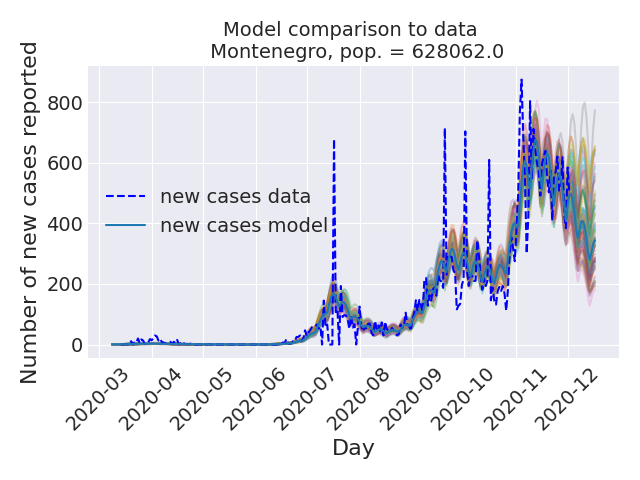 Model comparison to data
Montenegro, pop. = 628062.0
Number of new cases reported
800
600
400
200
0
new cases data
new cases model
2020-03
2020-04
2020-05
2020-06
2020-07
2020-08
2020-09
2020-10
2020-11
2020-12
Day